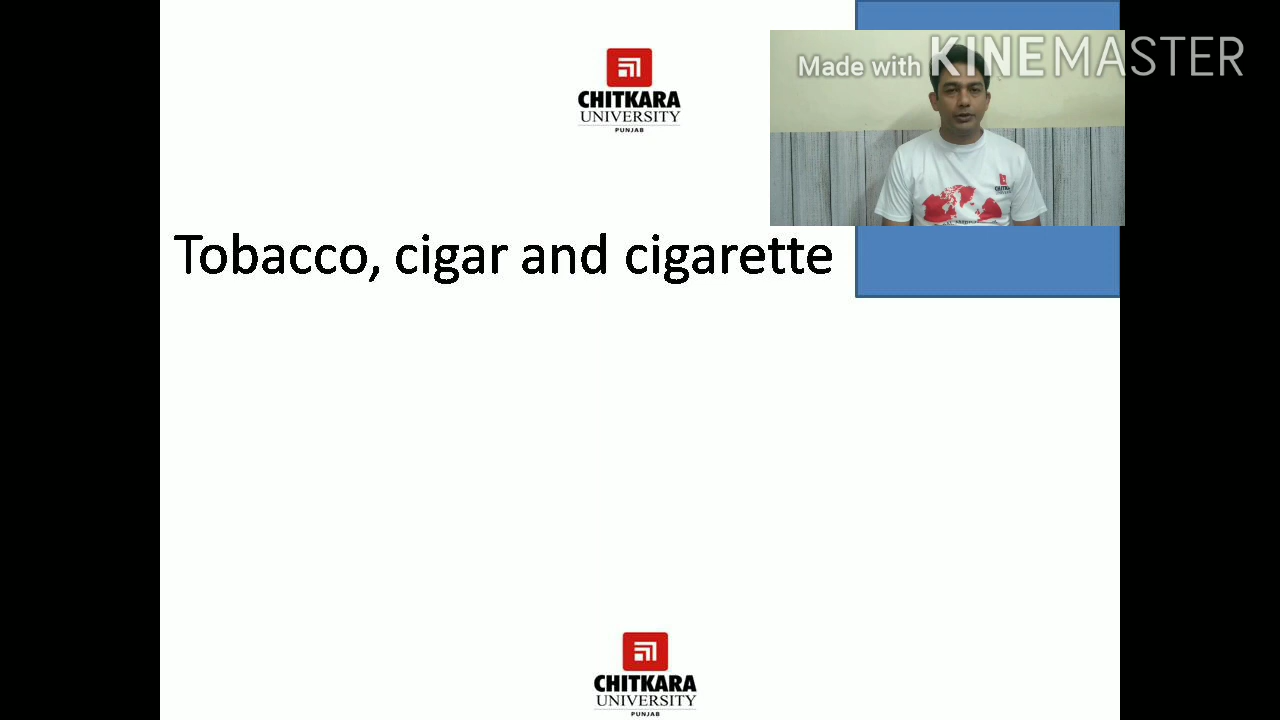 CHITKARA
UNIVERSITY
PUNJAB
Made with KINEMASTER
Tobacco, cigar and cigarette
CHITKARA
UNIVERSITY
PUNJAB